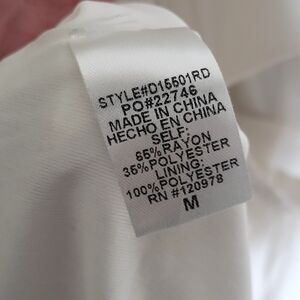 STYLE#D15501RD
PO#22746
MADE IN CHINA
HECHO EN CHINA
SELF:
65%RAYON
35%POLYESTER
LINING:
100%POLYESTER
RN #120978
M